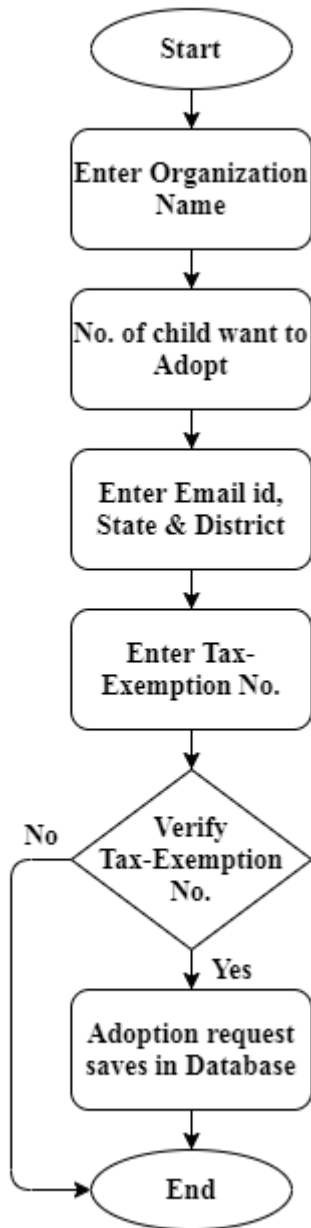 Start
Enter Organization
Name
No. of child want to
Adopt
Enter Email id,
State & District
Enter Tax-
Exemption No.
Verify
Tax-Exemption
No.
No
Yes
Adoption request
saves in Database
End